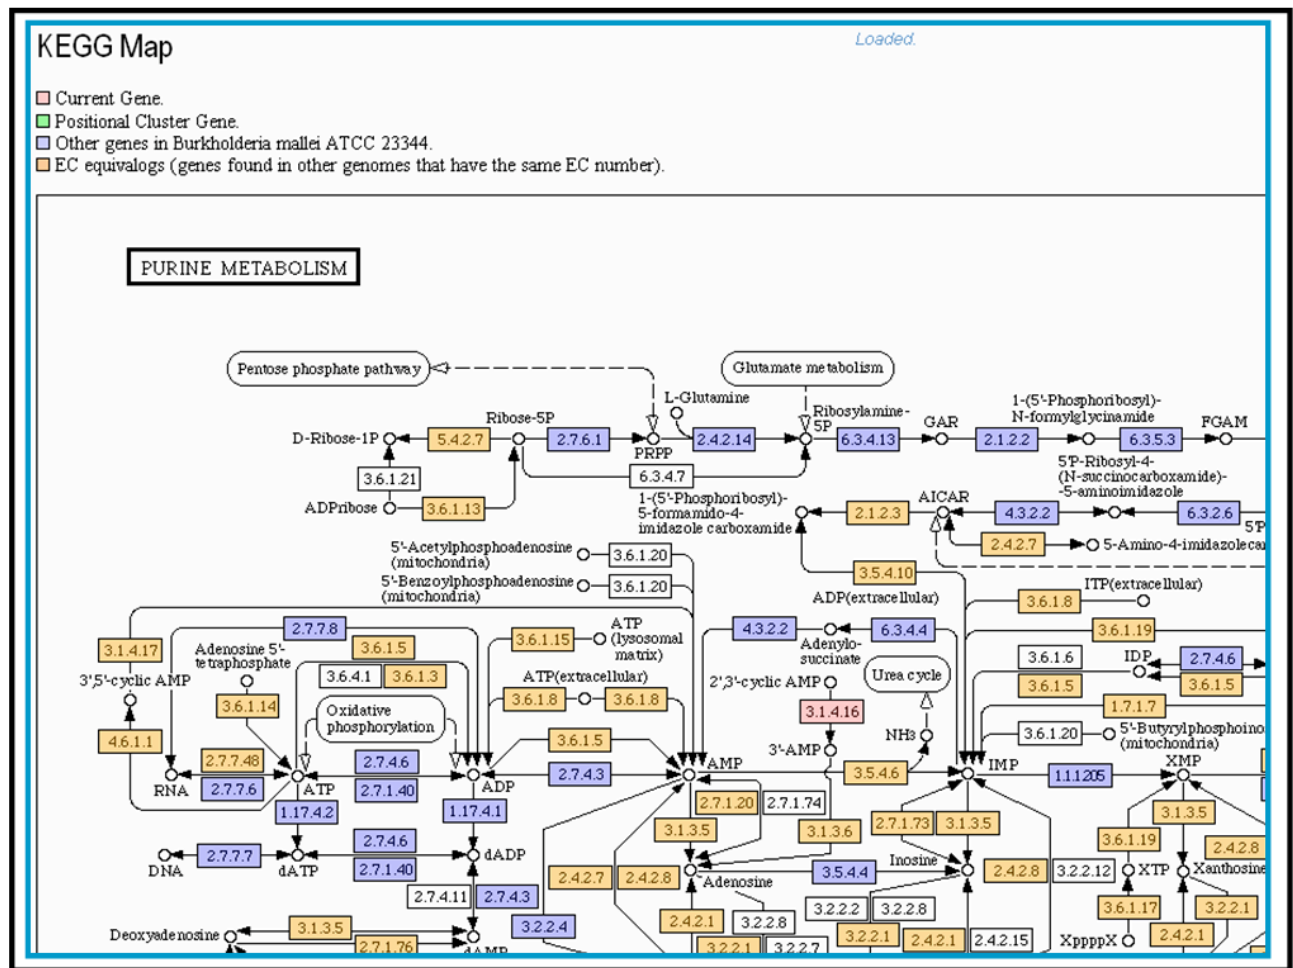 KEGG Map
Loaded.
Current Gene.
Positional Cluster Gene.
Other genes in Burkholderia mallei ATCC 23344.
EC equivalogs (genes found in other genomes that have the same EC number).
PURINE METABOLISM
Pentose phosphate pathway
Glutamate metabolism
L-Glutamine
Ribose-5P
Ribosylamine-
5P
GAR
1-(5'-Phosphoribosyl)-
N-formylglycinamide
FGAM
D-Ribose-1P
5.4.2.7
2.7.6.1
PRPP
2.4.2.14
6.3.4.13
2.1.2.2
6.3.5.3
3.6.1.21
6.3.4.7
ADPribose
3.6.1.13
1-(5'-Phosphoribosyl)-
5-formamido-4-
imidazole carboxamide
2.1.2.3
AICAR
4.3.2.2
5'P-Ribosyl-4-
(N-succinocarboxamide)-
-5-aminoimidazole
6.3.2.6
5'P
2.4.2.7
5-Amino-4-imidazolecar
5'-Acetylphosphoadenosine
(mitochondria)
3.6.1.20
5'-Benzoylphosphoadenosine
(mitochondria)
3.6.1.20
3.5.4.10
ADP(extracellular)
ITP(extracellular)
3.6.1.8
3.6.1.19
2.7.7.8
3.6.1.5
3.6.1.15
ATP
(lysosomal
matrix)
4.3.2.2
Adenylo-
succinate
6.3.4.4
3.1.4.17
Adenosine 5'-
tetraphosphate
3.6.4.1
3.6.1.3
3.6.1.6
IDP
2.7.4.6
3.6.1.5
3.6.1.5
3',5'-cyclic AMP
3.6.1.14
ATP(extracellular)
3.6.1.8
3.6.1.8
2',3'-cyclic AMP
Urea cycle
3.1.4.16
1.7.1.7
Oxidative
phosphorylation
4.6.1.1
3.6.1.5
3'-AMP
NH3
3.6.1.20
5'-Butyrylphosphoino
(mitochondria)
2.7.7.48
2.7.7.6
RNA
ATP
2.7.4.6
2.7.1.40
ADP
2.7.4.3
AMP
3.5.4.6
IMP
1.1.1205
XMP
1.17.4.2
1.17.4.1
2.7.1.20
2.7.1.74
3.1.3.5
3.1.3.6
2.7.1.73
3.1.3.5
3.1.3.5
3.6.1.19
2.4.2.8
DNA
2.7.7.7
dATP
2.7.4.6
2.7.1.40
dADP
2.4.2.7
2.4.2.8
Adenosine
3.5.4.4
Inosine
2.4.2.8
3.2.2.12
XTP
Xanthosine
2.7.4.11
2.7.4.3
3.2.2.4
2.4.2.1
3.2.2.8
3.2.2.2
3.2.2.8
3.6.1.17
3.2.2.1
Deoxyadenosine
3.1.3.5
2.7.1.76
dAMP
3.2.2.1
3.2.2.7
3.2.2.1
2.4.2.1
2.4.2.15
XppppX
2.4.2.1